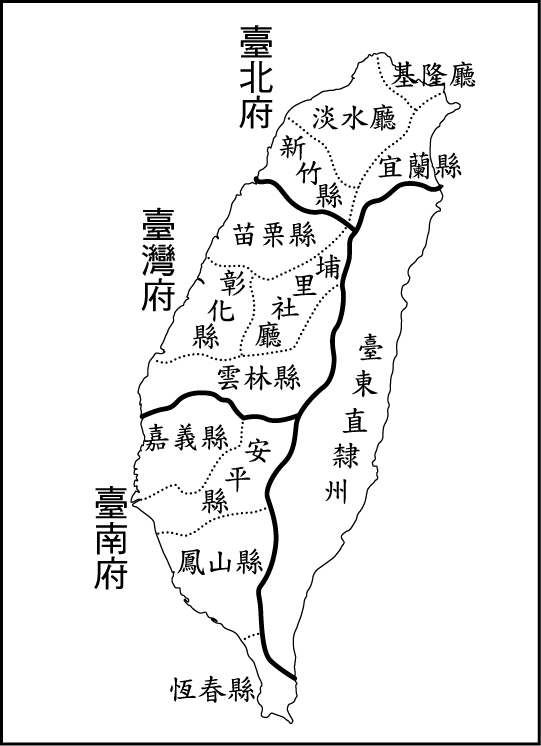 臺北府
基隆廳
淡水廳
新竹縣
宜蘭縣
臺灣府
苗栗縣
埔里社廳
彰化縣
雲林縣
臺東直隸州
臺南府
嘉義縣
安平縣
鳳山縣
恆春縣